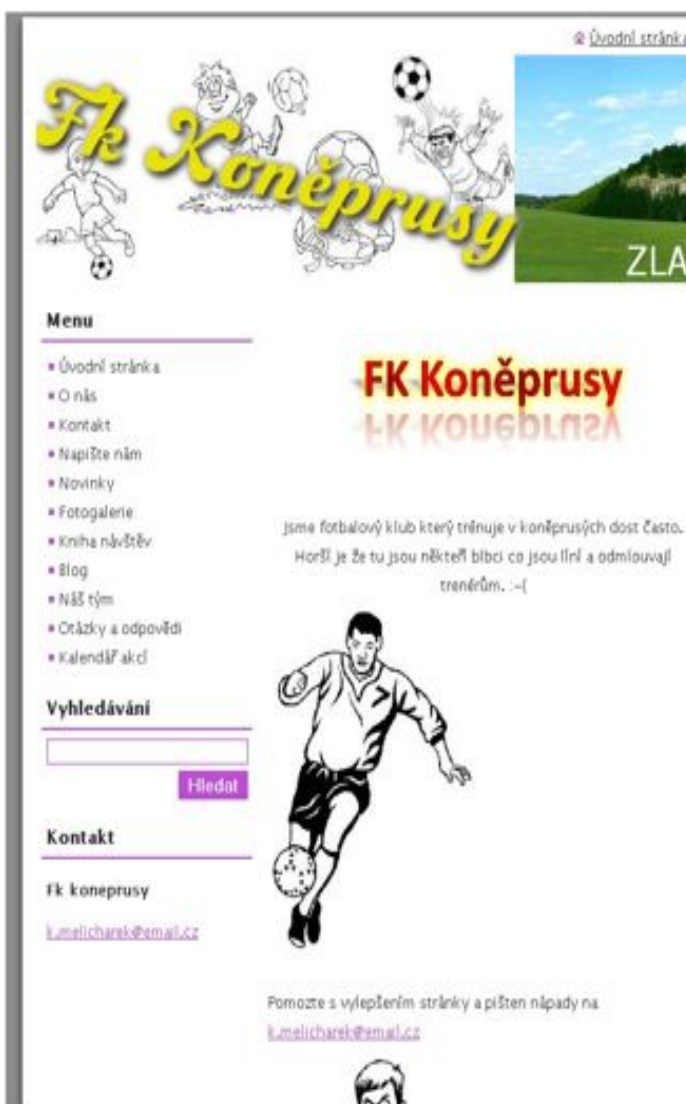 Úvodní stránka
Fk Koněprusy
ZLA
Menu
Úvodní stránka
O nás
Kontakt
Napište nám
Novinky
Fotogalerie
Kniha návštěv
Blog
Náš tým
Otázky a odpovědi
Kalendář akcí
Vyhledávání
Hledat
Kontakt
Fk koneprusy
k.melicharek@email.cz
FK Koněprusy
Jsme fotbalový klub který trénuje v koněprusých dost často.
Horší je že tu jsou někteří blbci co jsou líní a odmlouvají
trenérům. :-(
Pomozte s vylepšením stránky a pišten nápady na
k.melicharek@email.cz